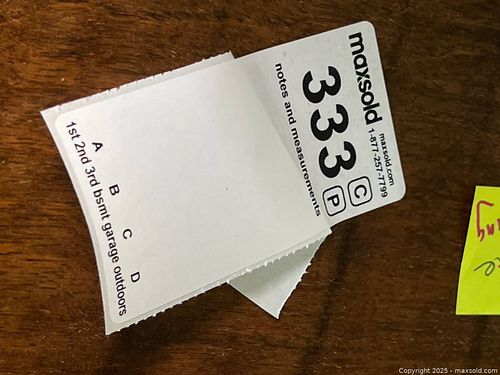 maxsold
maxsold.com
1-877-257-7799
333
C
P
notes and measurements
A B C D
1st 2nd 3rd bsmt garage outdoors
Copyright 2025 - maxsold.com